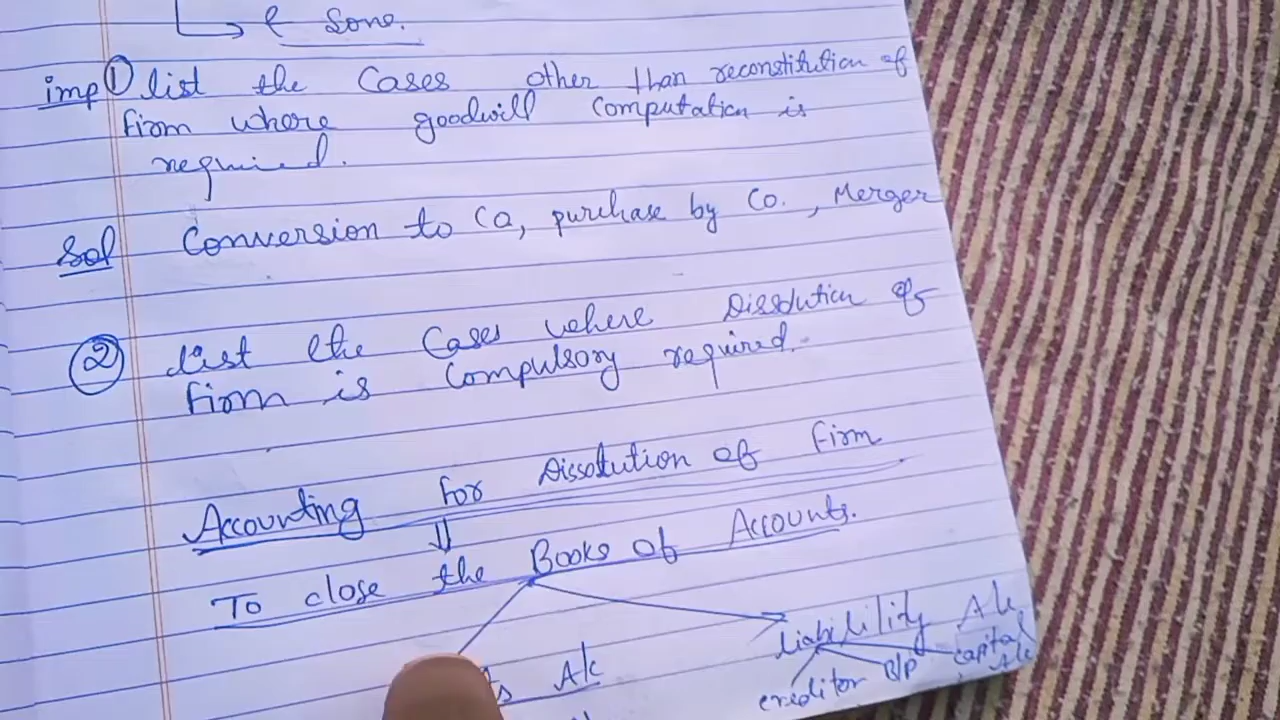 & Sons.
imp ① list the Cases other than reconstitution of
firm where goodwill Computation is
required.
Sol Conversion to Co, purchase by Co., Merger
② List the Cases where Dissolution of
firm is Compulsory required.
Accounting for Dissolution of Firm
To close the Books of Accounts.
liability A/c
A/c
creditor B/P capital A/c